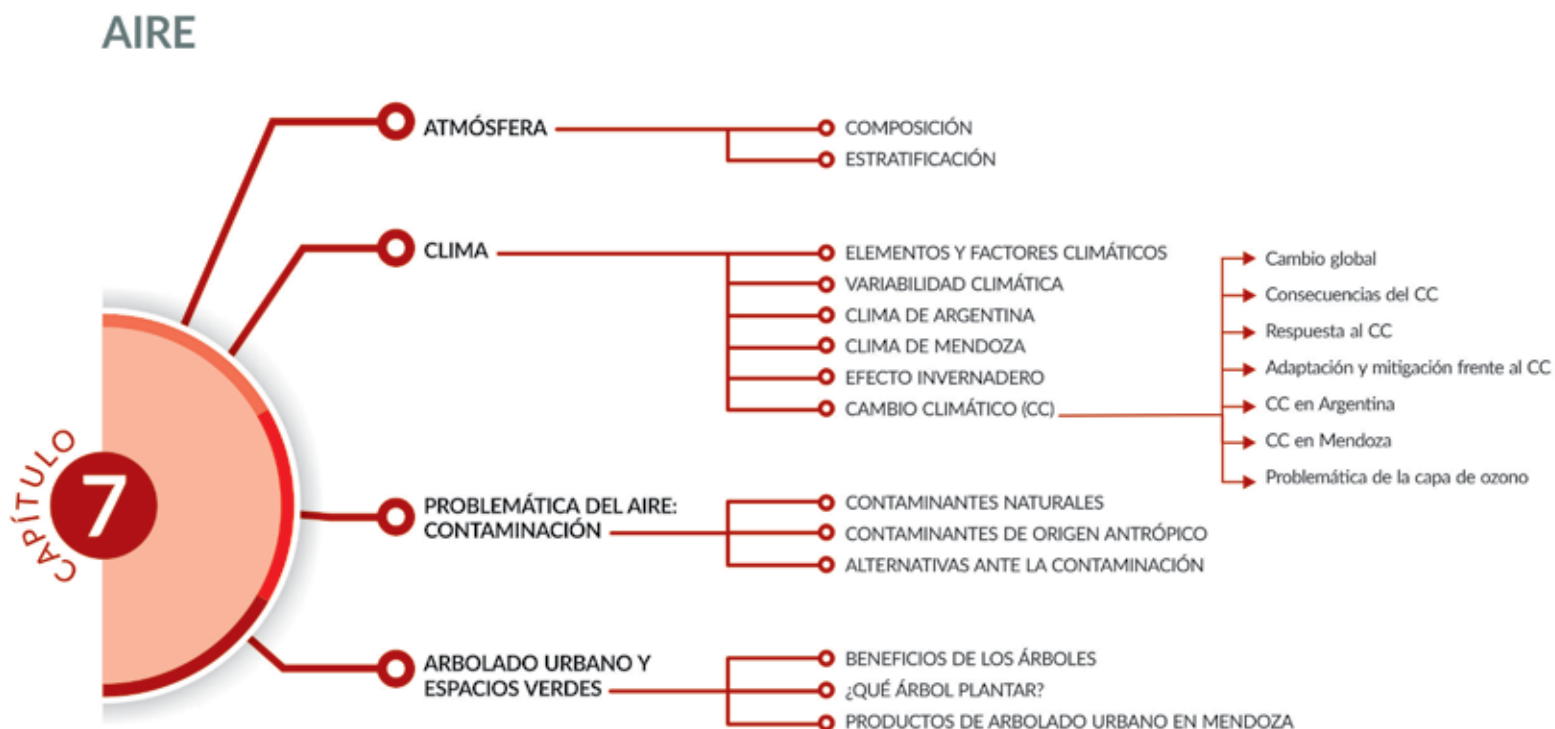 AIRE
CAPÍTULO
7
ATMÓSFERA
COMPOSICIÓN
ESTRATIFICACIÓN
CLIMA
ELEMENTOS Y FACTORES CLIMÁTICOS
VARIABILIDAD CLIMÁTICA
CLIMA DE ARGENTINA
CLIMA DE MENDOZA
EFECTO INVERNADERO
CAMBIO CLIMÁTICO (CC)
Cambio global
Consecuencias del CC
Respuesta al CC
Adaptación y mitigación frente al CC
CC en Argentina
CC en Mendoza
Problemática de la capa de ozono
PROBLEMÁTICA DEL AIRE:
CONTAMINACIÓN
CONTAMINANTES NATURALES
CONTAMINANTES DE ORIGEN ANTRÓPICO
ALTERNATIVAS ANTE LA CONTAMINACIÓN
ARBOLADO URBANO Y
ESPACIOS VERDES
BENEFICIOS DE LOS ÁRBOLES
¿QUÉ ÁRBOL PLANTAR?
PRODUCTOS DE ARBOLADO URBANO EN MENDOZA